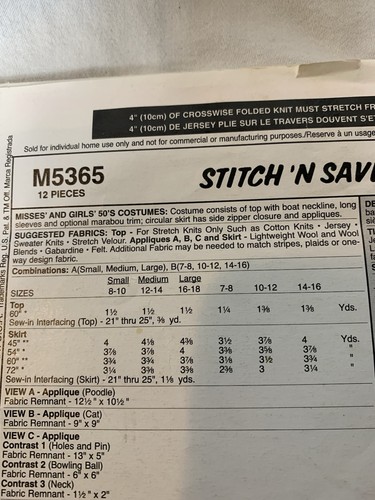 4" (10cm) OF CROSSWISE FOLDED KNIT MUST STRETCH FR
4" (10cm) DE JERSEY PLIE SUR LE TRAVERS DOUVENT S'E
Sold for individual home use only and not for commercial or manufacturing purposes./Reserve à un usage
M5365
12 PIECES
STITCH 'N SAV
MISSES' AND GIRLS' 50'S COSTUMES: Costume consists of top with boat neckline, long
sleeves and optional marabou trim; circular skirt has side zipper closure and appliques.
SUGGESTED FABRICS: Top - For Stretch Knits Only Such as Cotton Knits • Jersey •
Sweater Knits • Stretch Velour. Appliques A, B, C and Skirt - Lightweight Wool and Wool
Blends • Gabardine • Felt. Additional Fabric may be needed to match stripes, plaids or one-
way design fabric.
Combinations: A(Small, Medium, Large), B(7-8, 10-12, 14-16)
Small Medium Large
SIZES 8-10 12-14 16-18 7-8 10-12 14-16
Top
60" * 1½ 1½ 1½ 1¼ 1⅜ 1⅜ Yds.
Sew-in Interfacing (Top) - 21" thru 25", ⅜ yd.
Skirt
45" ** 4 4⅛ 4⅜ 3½ 3⅞ 4 Yds.
54" * 3⅞ 3⅞ 4 3⅜ 3⅜ 3⅞ "
60" ** 3¾ 3⅞ 3⅞ 3⅛ 3½ 3¾ "
72" * 3¼ 3⅜ 3⅜ 2⅜ 3 3¼ "
Sew-in Interfacing (Skirt) - 21" thru 25", 1⅛ yds.
VIEW A - Applique (Poodle)
Fabric Remnant - 12½" x 10½"
VIEW B - Applique (Cat)
Fabric Remnant - 9" x 9"
VIEW C - Applique
Contrast 1 (Holes and Pin)
Fabric Remnant - 13" x 5"
Contrast 2 (Bowling Ball)
Fabric Remnant - 6" x 6"
Contrast 3 (Neck)
Fabric Remnant - 1½" x 2"